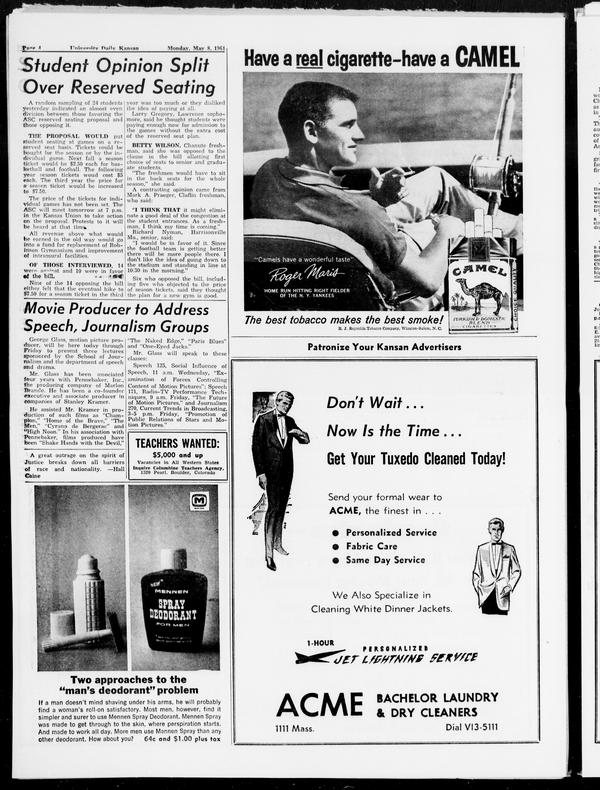 Page 4 University Daily Kansan Monday, May 8, 1961
Student Opinion Split
Over Reserved Seating
A random sampling of 24 students
yesterday indicated an almost even
division between those favoring the
ASC reserved seating proposal and
those opposing it.
THE PROPOSAL WOULD put
student seating at games on a re-
served seat basis. Tickets could be
bought for the season or by the in-
dividual game. Next fall a season
ticket would be $7.50 each for bas-
ketball and football. The following
three season tickets would cost $5
each. The third year the price for
a season ticket would be increased
to $7.50.
The price of the tickets for indi-
vidual games has not been set. The
ASC will meet tomorrow at 7 p.m.
in the Kansas Union to take action
on the proposal. Protests to it will
be heard at that time.
All revenue above what would
be earned in the old way would go
into a fund for replacement of Rob-
inson Gymnasium and improvement
of intramural facilities.
OF THOSE INTERVIEWED, 14
were against and 10 were in favor
of the bill.
Nine of the 14 opposing the bill
either felt that the eventual hike to
$7.50 for a season ticket in the third
year was too much or they disliked
the idea of paying at all.
Larry Gregory, Lawrence sopho-
more, said he thought students were
paying enough now for admission to
the games without the extra cost
of the reserved seat plan.
BETTY WILSON, Chanute fresh-
man, said she was opposed to the
clause in the bill allotting first
choice of seats to senior and gradu-
ate students.
"The freshmen would have to sit
in the back seats for the whole
season," she said.
A contrasting opinion came from
Mark A. Praeger, Claflin freshman,
who said:
"I THINK THAT it might elimi-
nate a good deal of the congestion at
the student entrances. As a fresh-
man, I think my time is coming."
Richard Nyman, Harrisonville
Mo., senior, said:
"I would be in favor of it. Since
the football team is getting better
there will be more people there. I
don't like the idea of going down to
the stadium and standing in line at
10:30 in the morning."
Six who opposed the bill, includ-
ing five who objected to the price
of season tickets, said they thought
the plan for a new gym is good.
Movie Producer to Address
Speech, Journalism Groups
George Glass, motion picture pro-
ducer, will be here today through
Friday to present three lectures
sponsored by the School of Jour-
nalism and the department of speech
and drama.
Mr. Glass has been associated
four years with Pennebaker, Inc.,
the producing company of Marlon
Brando. He has been a co-founder
executive and associate producer in
companies of Stanley Kramer.
He assisted Mr. Kramer in pro-
duction of such films as "Cham-
pion," "Home of the Brave," "The
Men," "Cyrano de Bergerac" and
"High Noon." In his association with
Pennebaker, films produced have
been "Shake Hands with the Devil,"
"The Naked Edge," "Paris Blues"
and "One-Eyed Jacks."
Mr. Glass will speak to these
classes:
Speech 125, Social Influence of
Speech, 11 a.m. Wednesday, "Ex-
amination of Forces Controlling
Content of Motion Pictures"; Speech
171, Radio-TV Performance Tech-
niques, 9 a.m. Friday, "The Future
of Motion Pictures," and Journalism
270, Current Trends in Broadcasting,
3-5 p.m. Friday, "Promotion of
Public Relations of Stars and Mo-
tion Pictures."
A great outrage on the spirit of
Justice breaks down all barriers
of race and nationality. —Hall
Caine
TEACHERS WANTED:
$5,000 and up
Vacancies in All Western States
Inquire Columbine Teachers Agency,
1320 Pearl, Boulder, Colorado
M
MENNEN
SPRAY
DEODORANT
FOR MEN
Two approaches to the
"man's deodorant" problem
If a man doesn't mind shaving under his arms, he will probably
find a woman's roll-on satisfactory. Most men, however, find it
simpler and surer to use Mennen Spray Deodorant. Mennen Spray
was made to get through to the skin, where perspiration starts.
And made to work all day. More men use Mennen Spray than any
other deodorant. How about you? 64¢ and $1.00 plus tax
Have a real cigarette-have a CAMEL
"Camels have a wonderful taste"
Roger Maris
HOME RUN HITTING RIGHT FIELDER
OF THE N. Y. YANKEES
CAMEL
TURKISH & DOMESTIC
BLEND
CIGARETTES
The best tobacco makes the best smoke!
R. J. Reynolds Tobacco Company, Winston-Salem, N. C.
Patronize Your Kansan Advertisers
Don't Wait . . .
Now Is the Time . . .
Get Your Tuxedo Cleaned Today!
Send your formal wear to
ACME, the finest in . . .
● Personalized Service
● Fabric Care
● Same Day Service
We Also Specialize in
Cleaning White Dinner Jackets.
1-HOUR
PERSONALIZED
JET LIGHTNING SERVICE
ACME BACHELOR LAUNDRY
& DRY CLEANERS
1111 Mass. Dial VI3-5111